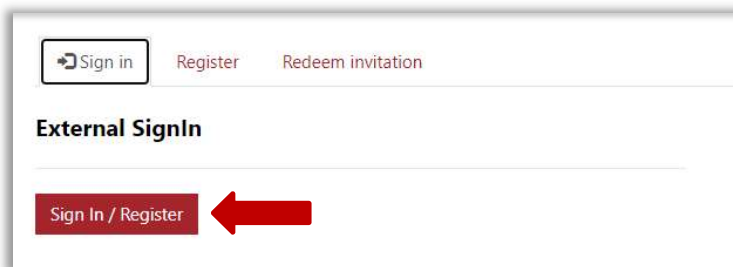 Sign in Register Redeem invitation
External SignIn
Sign In / Register